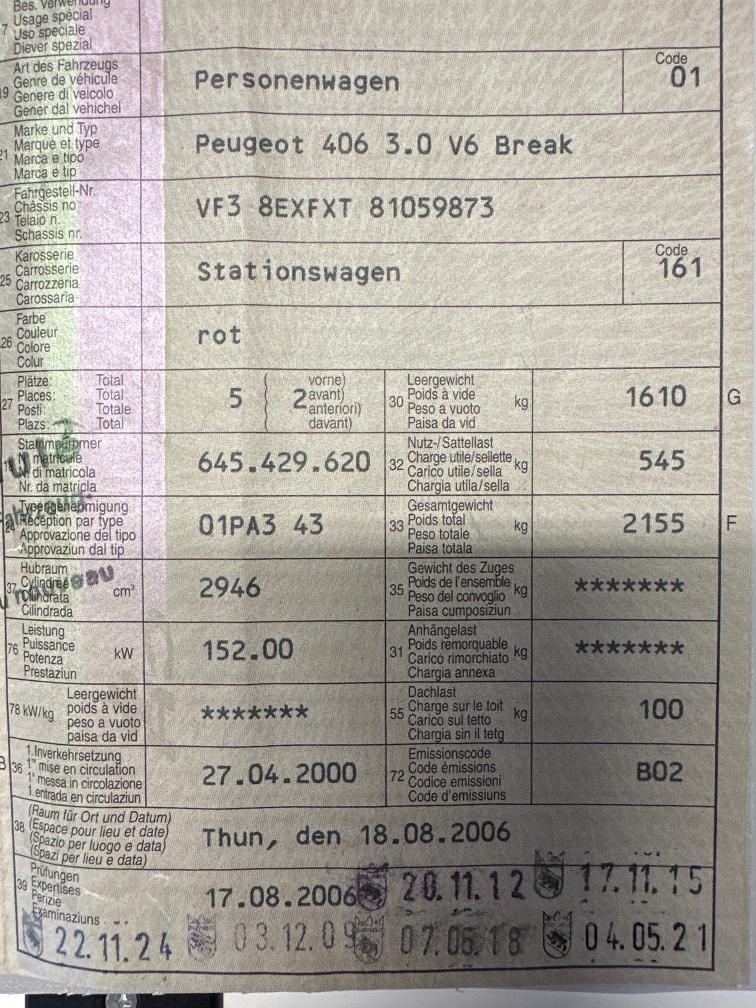 Bes. Verwendung
17 Usage spécial
Uso speciale
Diever spezial
Art des Fahrzeugs
Genre de véhicule
19 Genere di veicolo
Gener dal vehichel
Personenwagen
Code
01
Marke und Typ
Marque et type
21 Marca e tipo
Marca e tip
Peugeot 406 3.0 V6 Break
Fahrgestell-Nr.
Châssis no
23 Telaio n.
Schassis nr.
VF3 8EXFXT 81059873
Karosserie
Carrosserie
25 Carrozzeria
Carossaria
Stationswagen
Code
161
Farbe
26 Couleur
Colore
Colur
rot
Plätze: Total
27 Places: Total
Posti: Totale
Plazs: Total
5
2
vorne)
avant)
anteriori)
davant)
Leergewicht
30 Poids à vide kg
Peso a vuoto
Paisa da vid
1610
G
Stammnummer
N° matricule
N. di matricola
Nr. da matricla
645.429.620
Nutz-/Sattellast
32 Charge utile/sellette kg
Carico utile/sella
Chargia utila/sella
545
Typengenehmigung
24 Réception par type
Approvazione del tipo
Approvaziun dal tip
01PA3 43
Gesamtgewicht
33 Poids total kg
Peso totale
Paisa totala
2155
F
Hubraum
37 Cylindrée cm³
Cilindrata
Cilindrada
2946
Gewicht des Zuges
35 Poids de l'ensemble kg
Peso del convoglio
Paisa cumposiziun
*******
Leistung
76 Puissance kW
Potenza
Prestaziun
152.00
Anhängelast
31 Poids remorquable kg
Carico rimorchiato
Chargia annexa
*******
78 kW/kg
Leergewicht
poids à vide
peso a vuoto
paisa da vid
*******
Dachlast
55 Charge sur le toit kg
Carico sul tetto
Chargia sin il tetg
100
B
1.Inverkehrsetzung
36 1re mise en circulation
1a messa in circolazione
1.entrada en circulaziun
27.04.2000
Emissionscode
72 Code émissions
Codice emissioni
Code d'emissiuns
B02
(Raum für Ort und Datum)
38 (Espace pour lieu et date)
(Spazio per luogo e data)
(Spazi per lieu e data)
Thun, den 18.08.2006
Prüfungen
39 Expertises
Perizie
Examinaziuns
17.08.2006 20.11.12 17.11.15
22.11.24 03.12.09 07.06.18 04.05.21